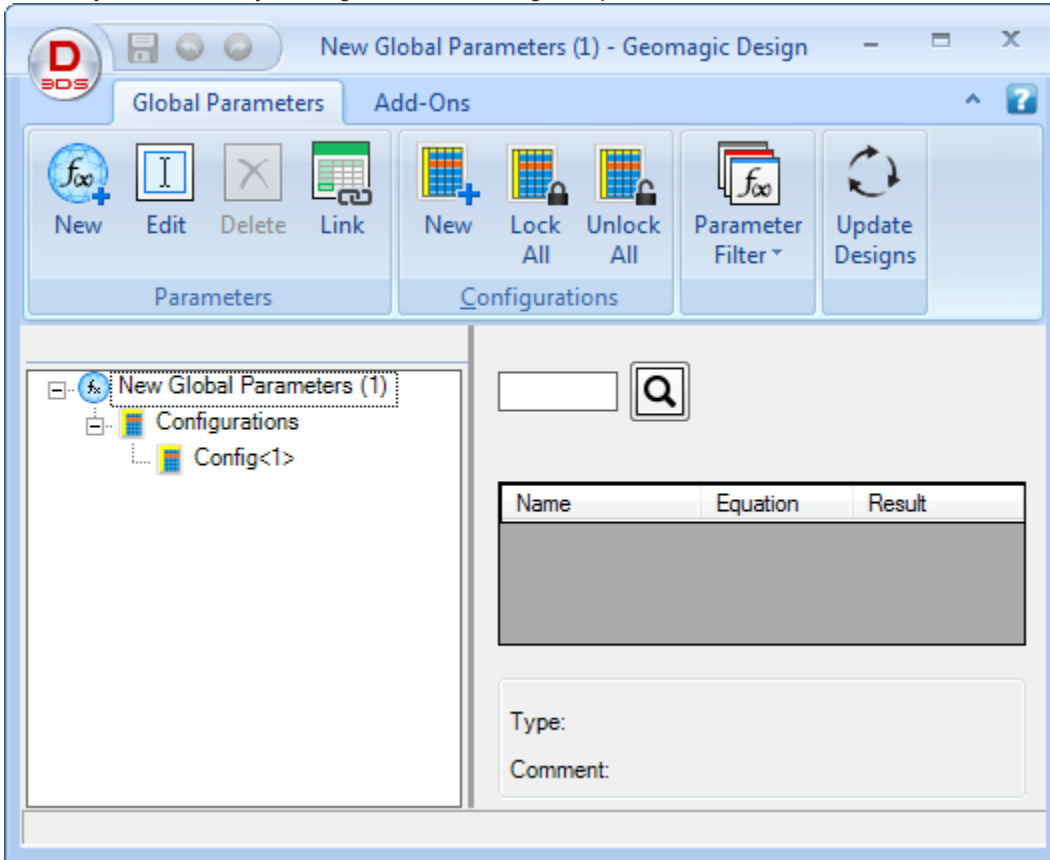 New Global Parameters (1) - Geomagic Design
D
3DS
Global Parameters Add-Ons
?
f∞
New Edit Delete Link
Parameters
New Lock All Unlock All
Configurations
f∞
Parameter Filter
Update Designs
New Global Parameters (1)
Configurations
Config<1>
Name Equation Result
Type:
Comment: